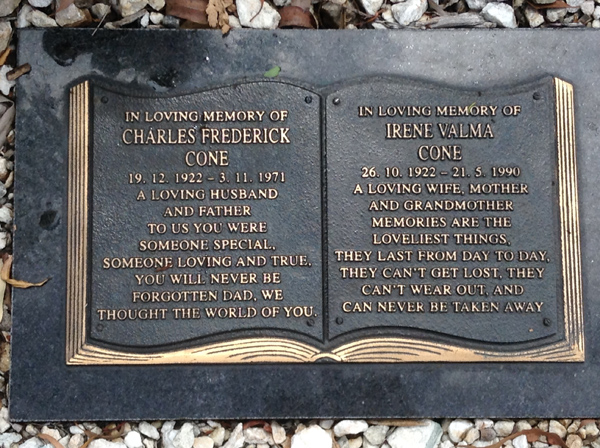 IN LOVING MEMORY OF
CHARLES FREDERICK
CONE
19. 12. 1922 – 3. 11. 1971
A LOVING HUSBAND
AND FATHER
TO US YOU WERE
SOMEONE SPECIAL,
SOMEONE LOVING AND TRUE,
YOU WILL NEVER BE
FORGOTTEN DAD, WE
THOUGHT THE WORLD OF YOU.
IN LOVING MEMORY OF
IRENE VALMA
CONE
26. 10. 1922 – 21. 5. 1990
A LOVING WIFE, MOTHER
AND GRANDMOTHER
MEMORIES ARE THE
LOVELIEST THINGS,
THEY LAST FROM DAY TO DAY,
THEY CAN'T GET LOST, THEY
CAN'T WEAR OUT, AND
CAN NEVER BE TAKEN AWAY